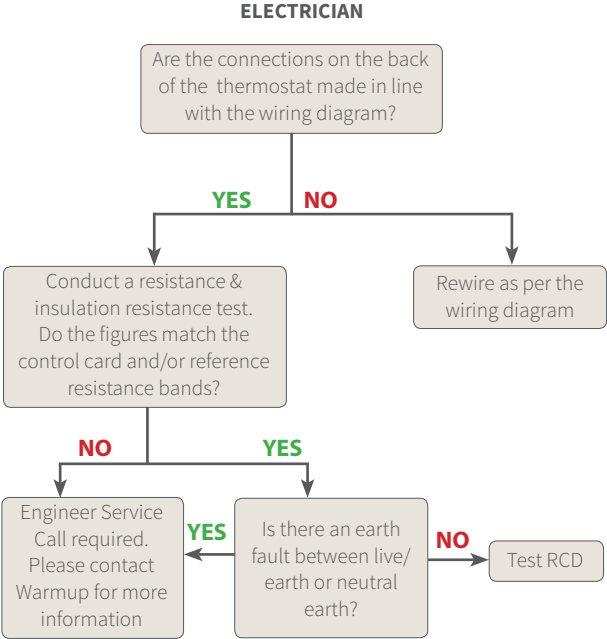 ELECTRICIAN
Are the connections on the back
of the thermostat made in line
with the wiring diagram?
YES
NO
Conduct a resistance &
insulation resistance test.
Do the figures match the
control card and/or reference
resistance bands?
Rewire as per the
wiring diagram
NO
YES
Engineer Service
Call required.
Please contact
Warmup for more
information
YES
Is there an earth
fault between live/
earth or neutral
earth?
NO
Test RCD